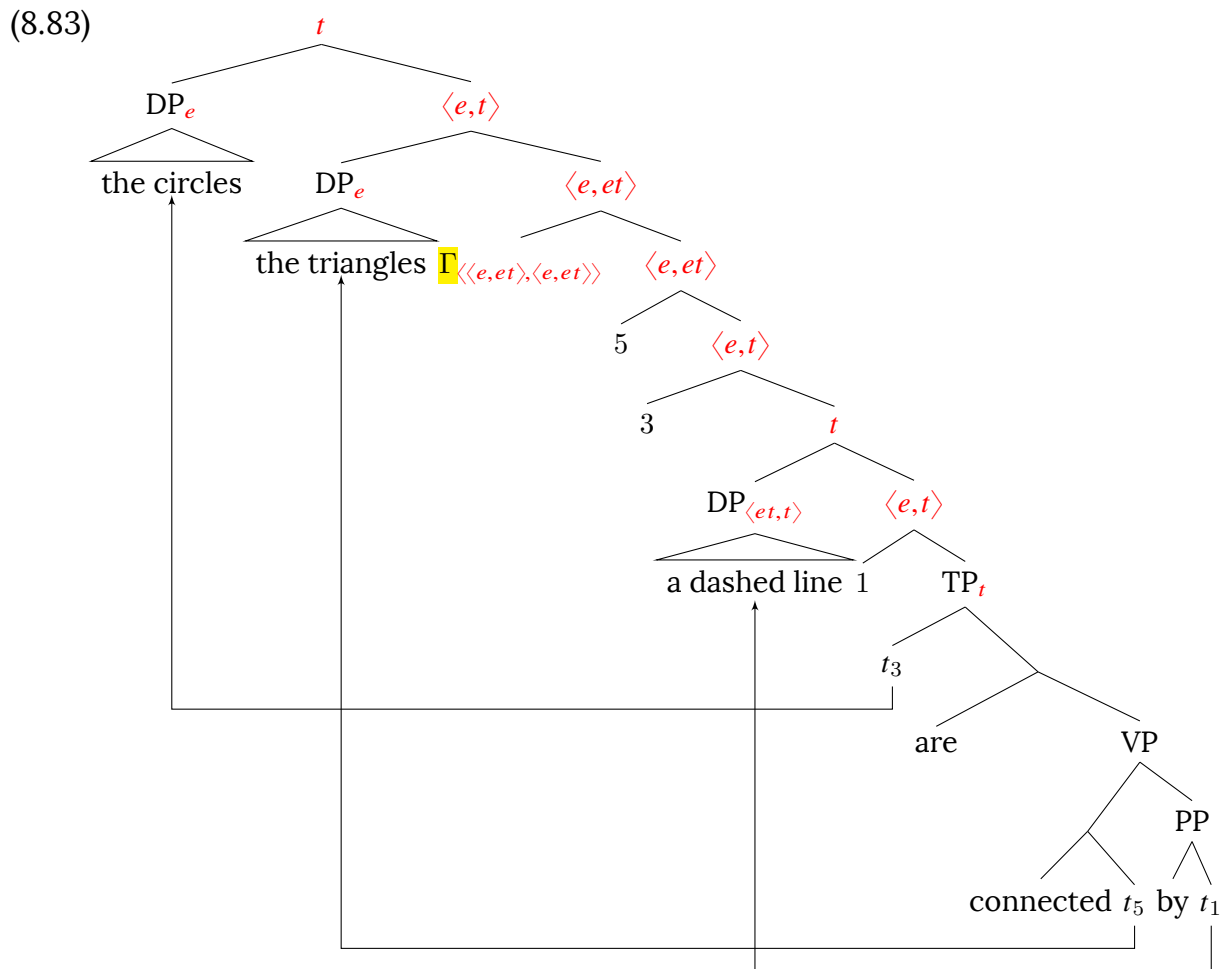 (8.83)
t
DPe ⟨e,t⟩
the circles DPe ⟨e,et⟩
the triangles Γ⟨⟨e,et⟩,⟨e,et⟩⟩ ⟨e,et⟩
5 ⟨e,t⟩
3 t
DP⟨et,t⟩ ⟨e,t⟩
a dashed line 1 TPt
t3
are VP
PP
connected t5 by t1